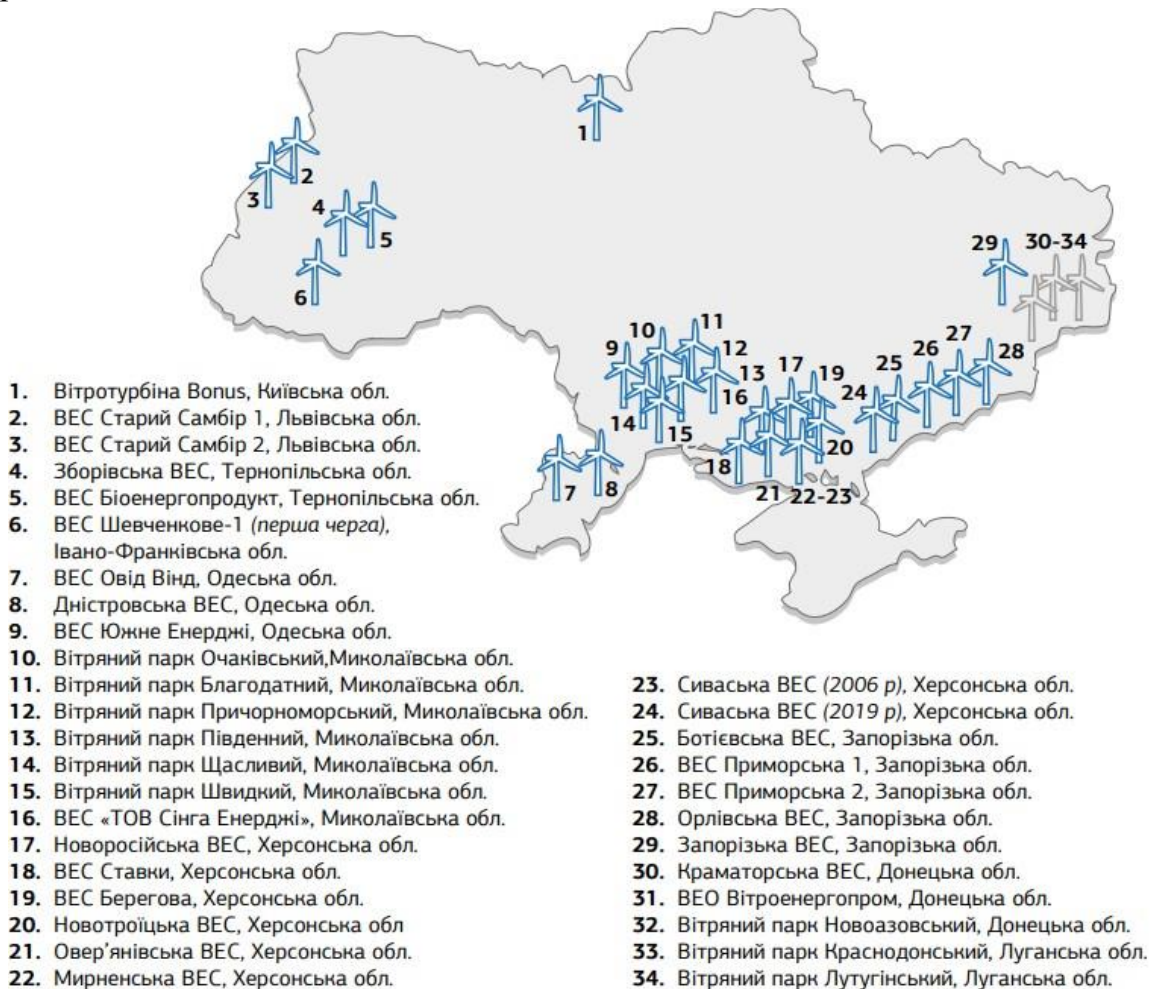 1
2
3
4
5
6
29
30-34
7
8
9
10
11
12
13
14
15
16
17
18
19
20
21
22-23
24
25
26
27
28
1. Вітротурбіна Bonus, Київська обл.
2. ВЕС Старий Самбір 1, Львівська обл.
3. ВЕС Старий Самбір 2, Львівська обл.
4. Зборівська ВЕС, Тернопільська обл.
5. ВЕС Біоенергопродукт, Тернопільська обл.
6. ВЕС Шевченкове-1 (перша черга),
Івано-Франківська обл.
7. ВЕС Овід Вінд, Одеська обл.
8. Дністровська ВЕС, Одеська обл.
9. ВЕС Южне Енерджі, Одеська обл.
10. Вітряний парк Очаківський,Миколаївська обл.
11. Вітряний парк Благодатний, Миколаївська обл.
12. Вітряний парк Причорноморський, Миколаївська обл.
13. Вітряний парк Південний, Миколаївська обл.
14. Вітряний парк Щасливий, Миколаївська обл.
15. Вітряний парк Швидкий, Миколаївська обл.
16. ВЕС «ТОВ Сінга Енерджі», Миколаївська обл.
17. Новоросійська ВЕС, Херсонська обл.
18. ВЕС Ставки, Херсонська обл.
19. ВЕС Берегова, Херсонська обл.
20. Новотроїцька ВЕС, Херсонська обл
21. Овер’янівська ВЕС, Херсонська обл.
22. Мирненська ВЕС, Херсонська обл.
23. Сиваська ВЕС (2006 р), Херсонська обл.
24. Сиваська ВЕС (2019 р), Херсонська обл.
25. Ботієвська ВЕС, Запорізька обл.
26. ВЕС Приморська 1, Запорізька обл.
27. ВЕС Приморська 2, Запорізька обл.
28. Орлівська ВЕС, Запорізька обл.
29. Запорізька ВЕС, Запорізька обл.
30. Краматорська ВЕС, Донецька обл.
31. ВЕО Вітроенергопром, Донецька обл.
32. Вітряний парк Новоазовський, Донецька обл.
33. Вітряний парк Краснодонський, Луганська обл.
34. Вітряний парк Лутугінський, Луганська обл.